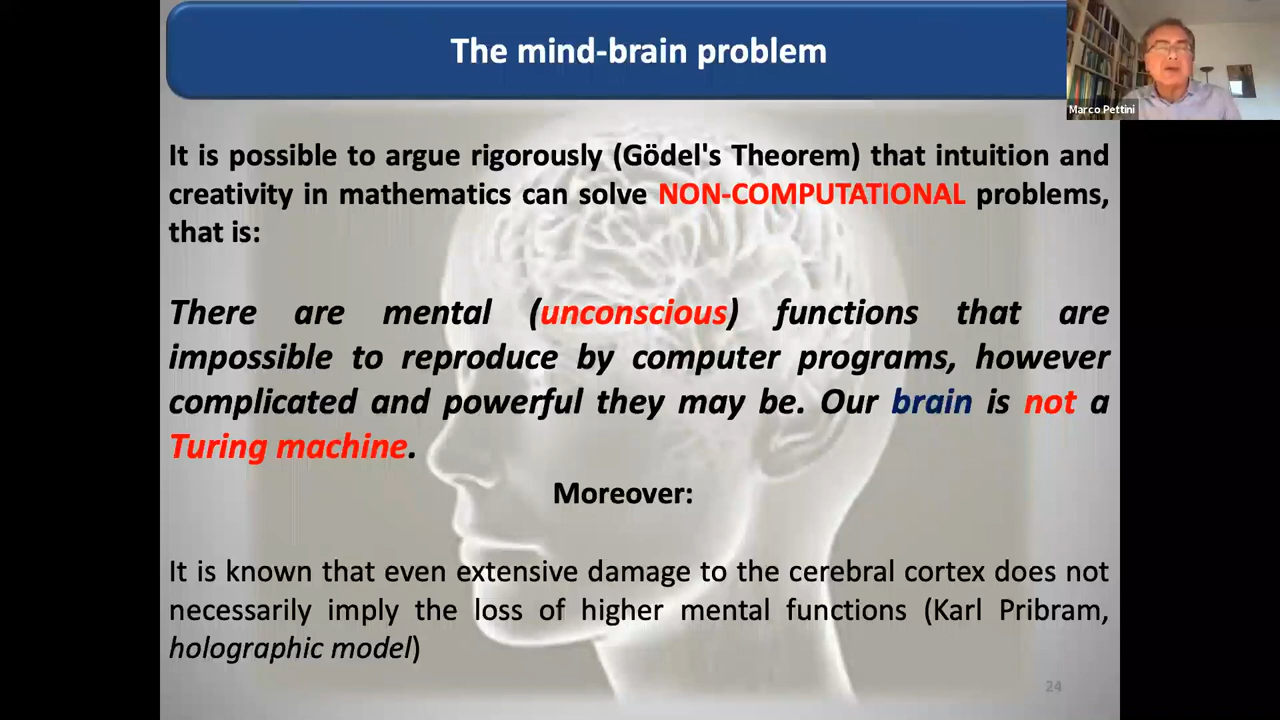 The mind-brain problem
Marco Pettini
It is possible to argue rigorously (Gödel's Theorem) that intuition and
creativity in mathematics can solve NON-COMPUTATIONAL problems,
that is:
There are mental (unconscious) functions that are
impossible to reproduce by computer programs, however
complicated and powerful they may be. Our brain is not a
Turing machine.
Moreover:
It is known that even extensive damage to the cerebral cortex does not
necessarily imply the loss of higher mental functions (Karl Pribram,
holographic model)
24